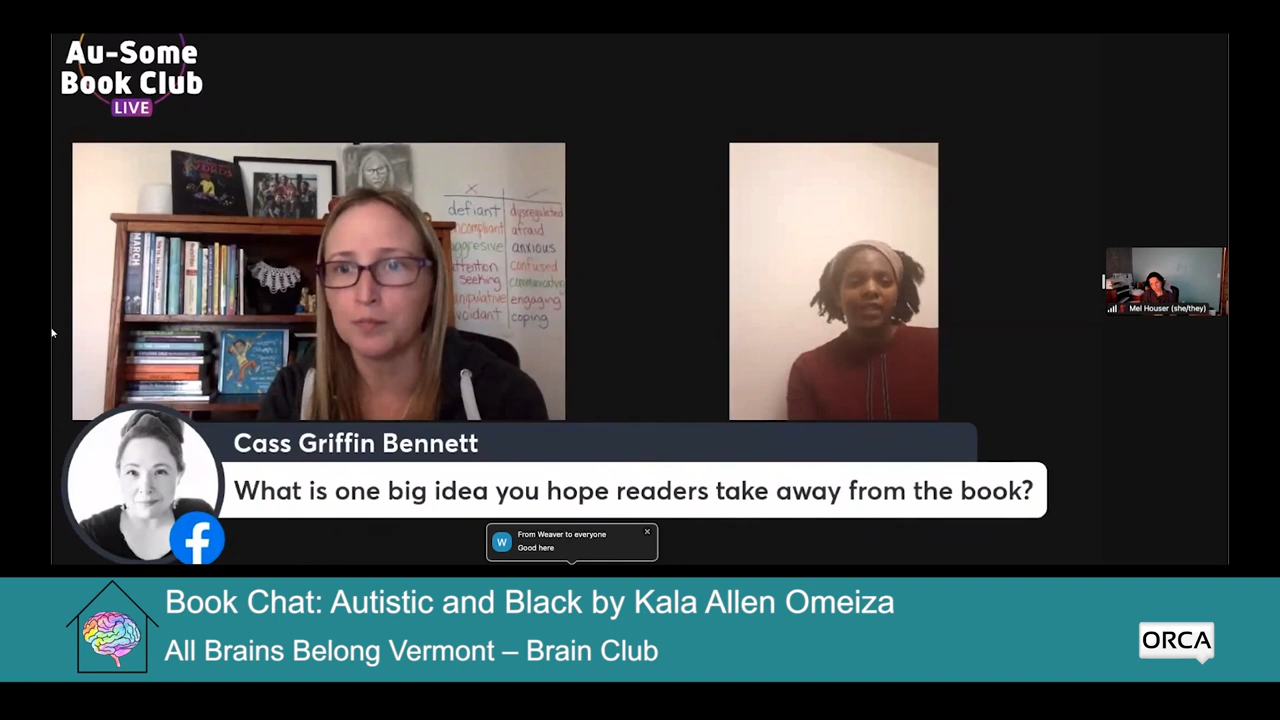 Au-Some
Book Club
LIVE
MARCH
defiant
dysregulated
afraid
anxious
confused
seeking
engaging
coping
Mel Houser (she/they)
Cass Griffin Bennett
What is one big idea you hope readers take away from the book?
W
From Weaver to everyone
Good here
Book Chat: Autistic and Black by Kala Allen Omeiza
All Brains Belong Vermont – Brain Club
ORCA